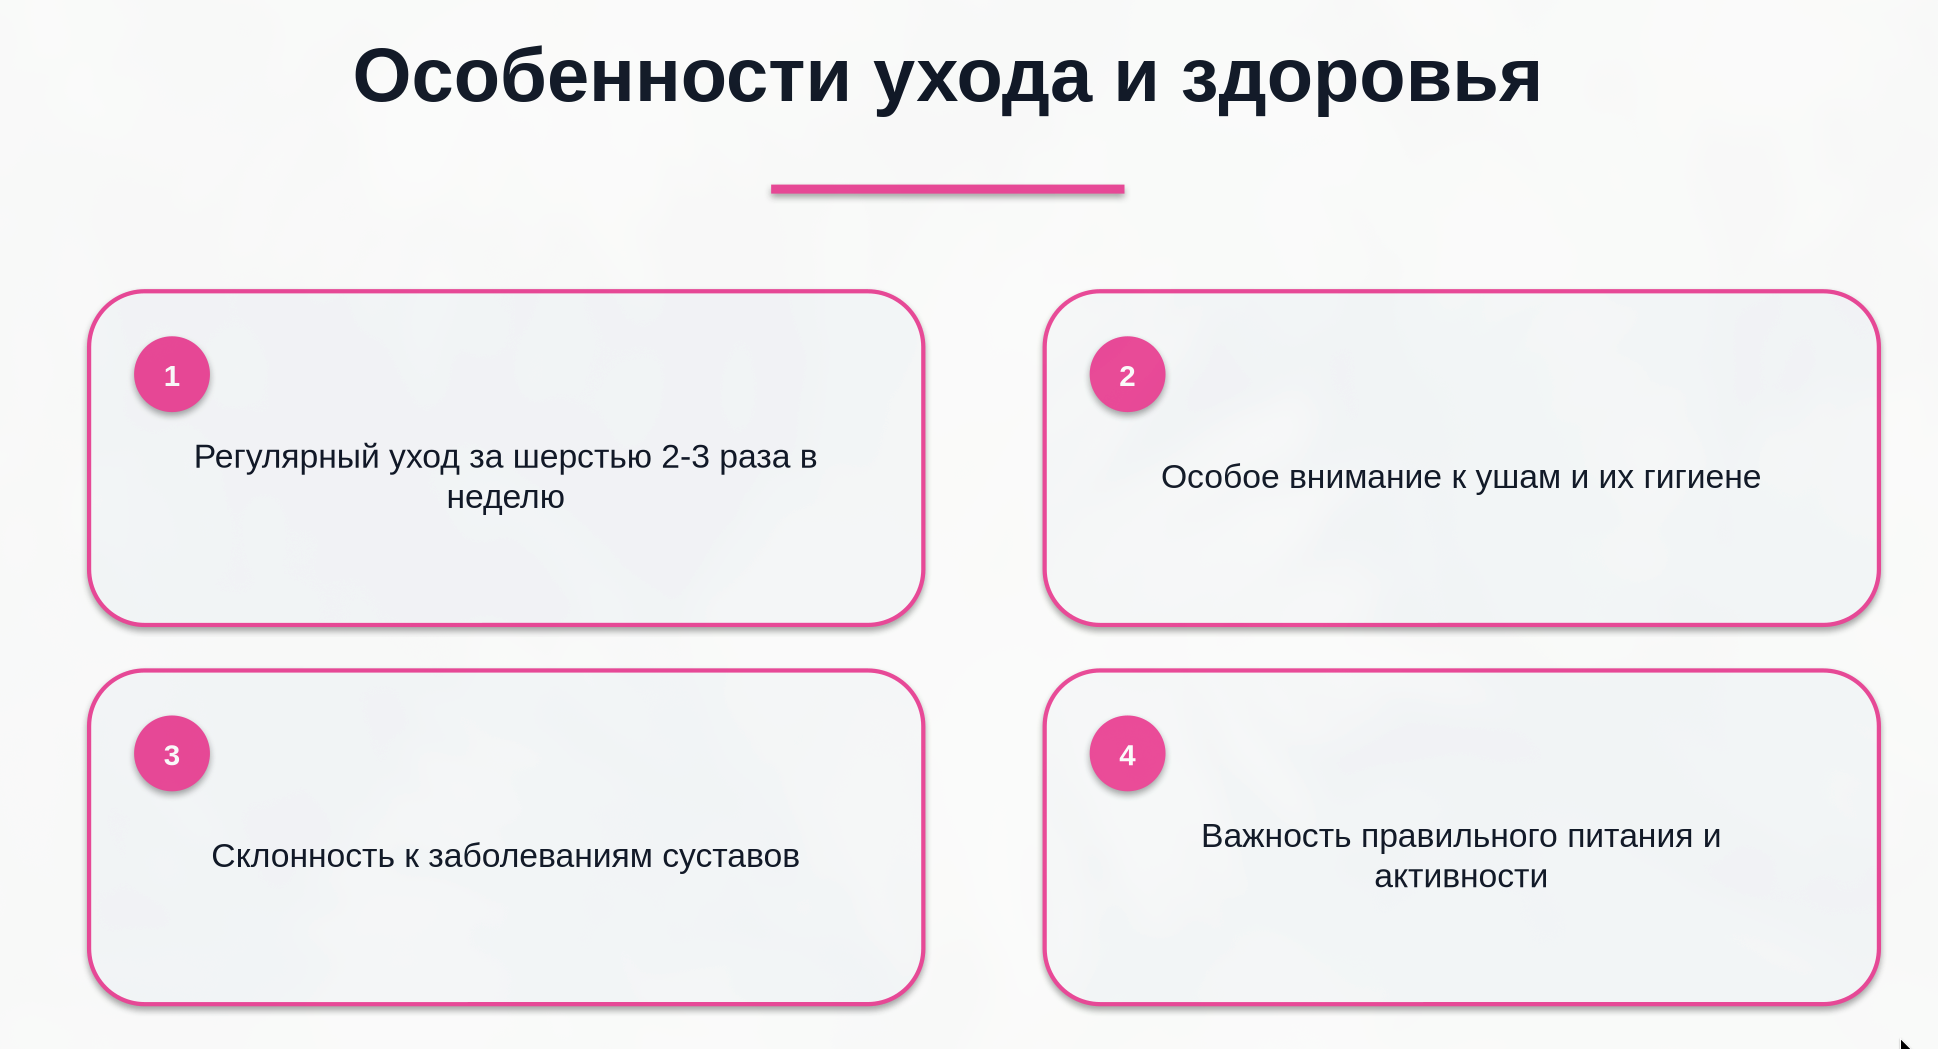 Особенности ухода и здоровья
1
Регулярный уход за шерстью 2-3 раза в
неделю
2
Особое внимание к ушам и их гигиене
3
Склонность к заболеваниям суставов
4
Важность правильного питания и
активности